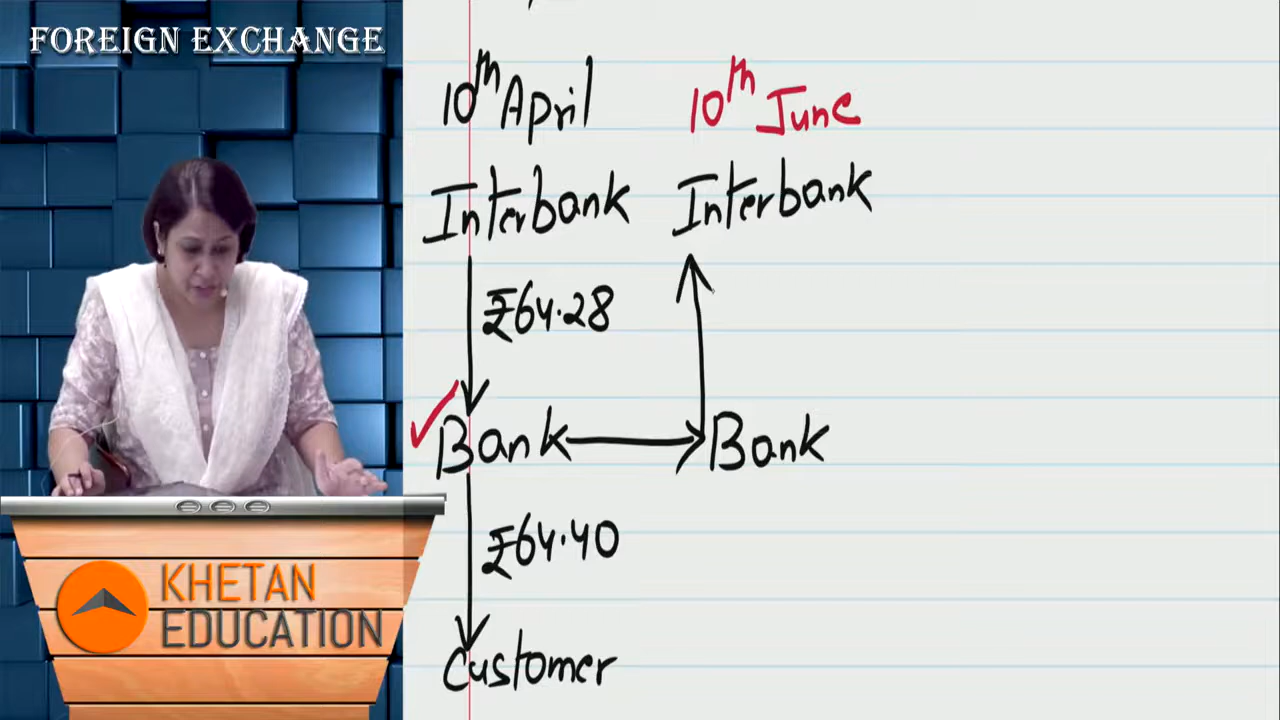 FOREIGN EXCHANGE
10th April 10th June
Interbank Interbank
₹64.28
Bank Bank
₹64.40
Customer
KHETAN
EDUCATION